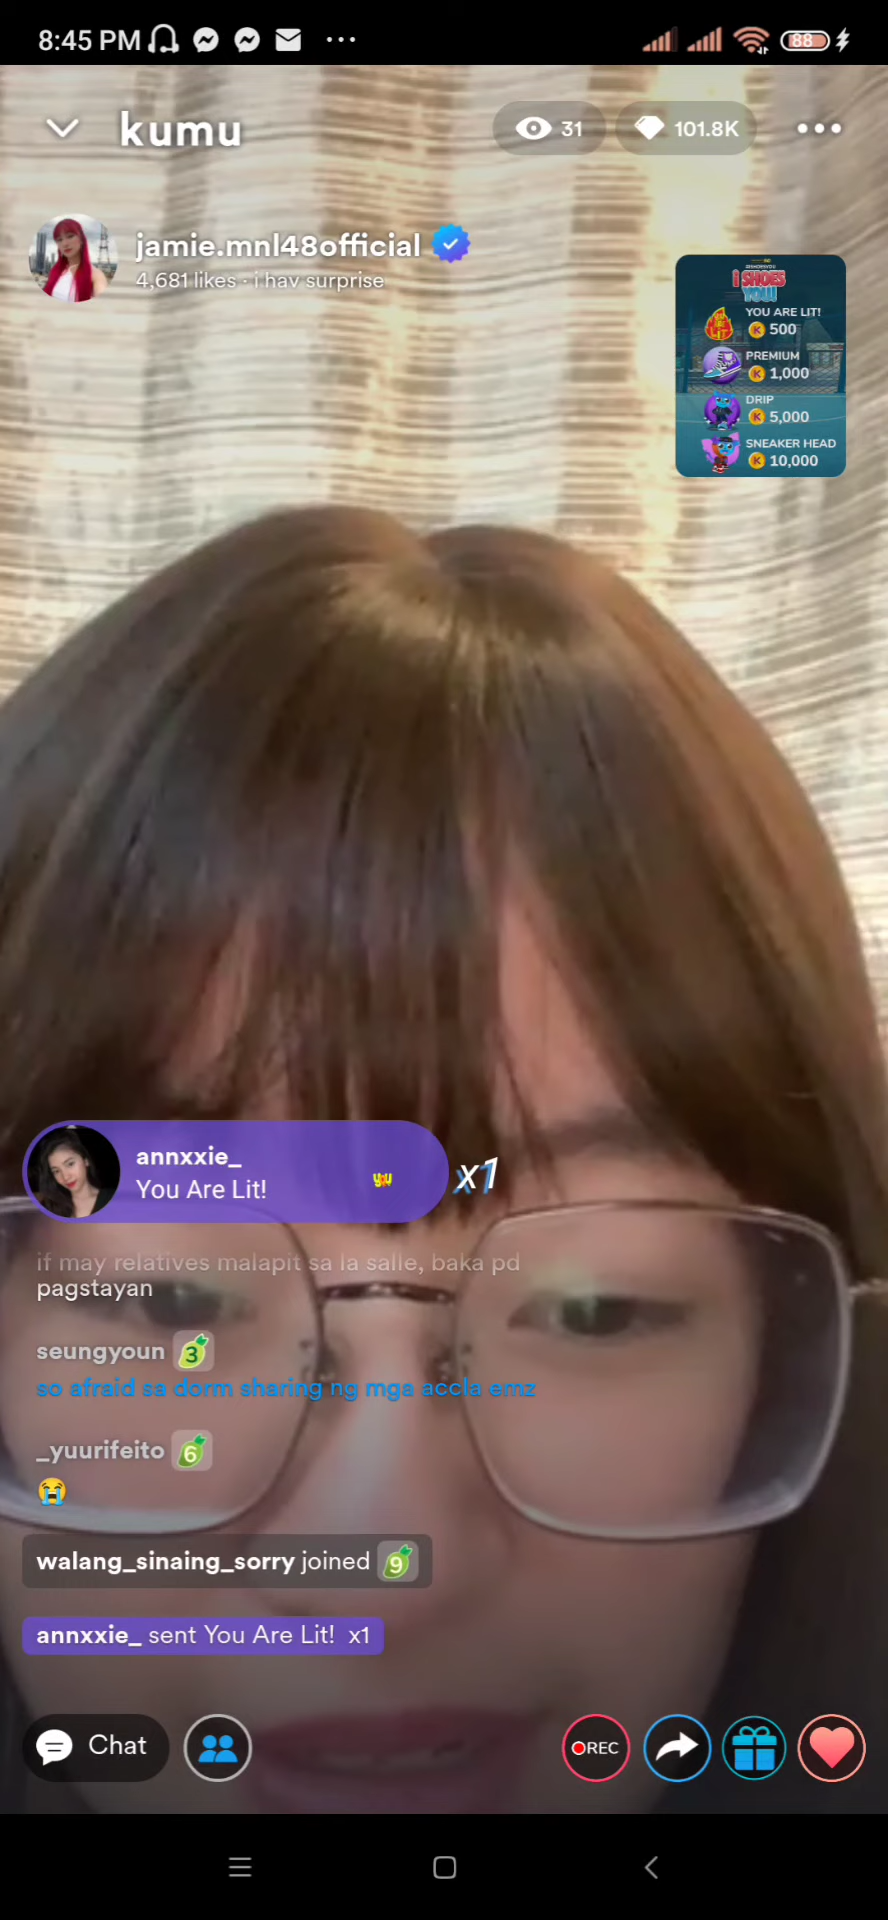 8:45 PM
88
kumu
31
101.8K
jamie.mnl48official
4,681 likes · i hav surprise
I SHOES
YOU!
YOU ARE LIT!
500
PREMIUM
1,000
DRIP
5,000
SNEAKER HEAD
10,000
annxxie_
You Are Lit!
you
x1
if may relatives malapit sa la salle, baka pd
pagstayan
seungyoun 3
so afraid sa dorm sharing ng mga accla emz
_yuurifeito 6
walang_sinaing_sorry joined 9
annxxie_ sent You Are Lit! x1
Chat
REC